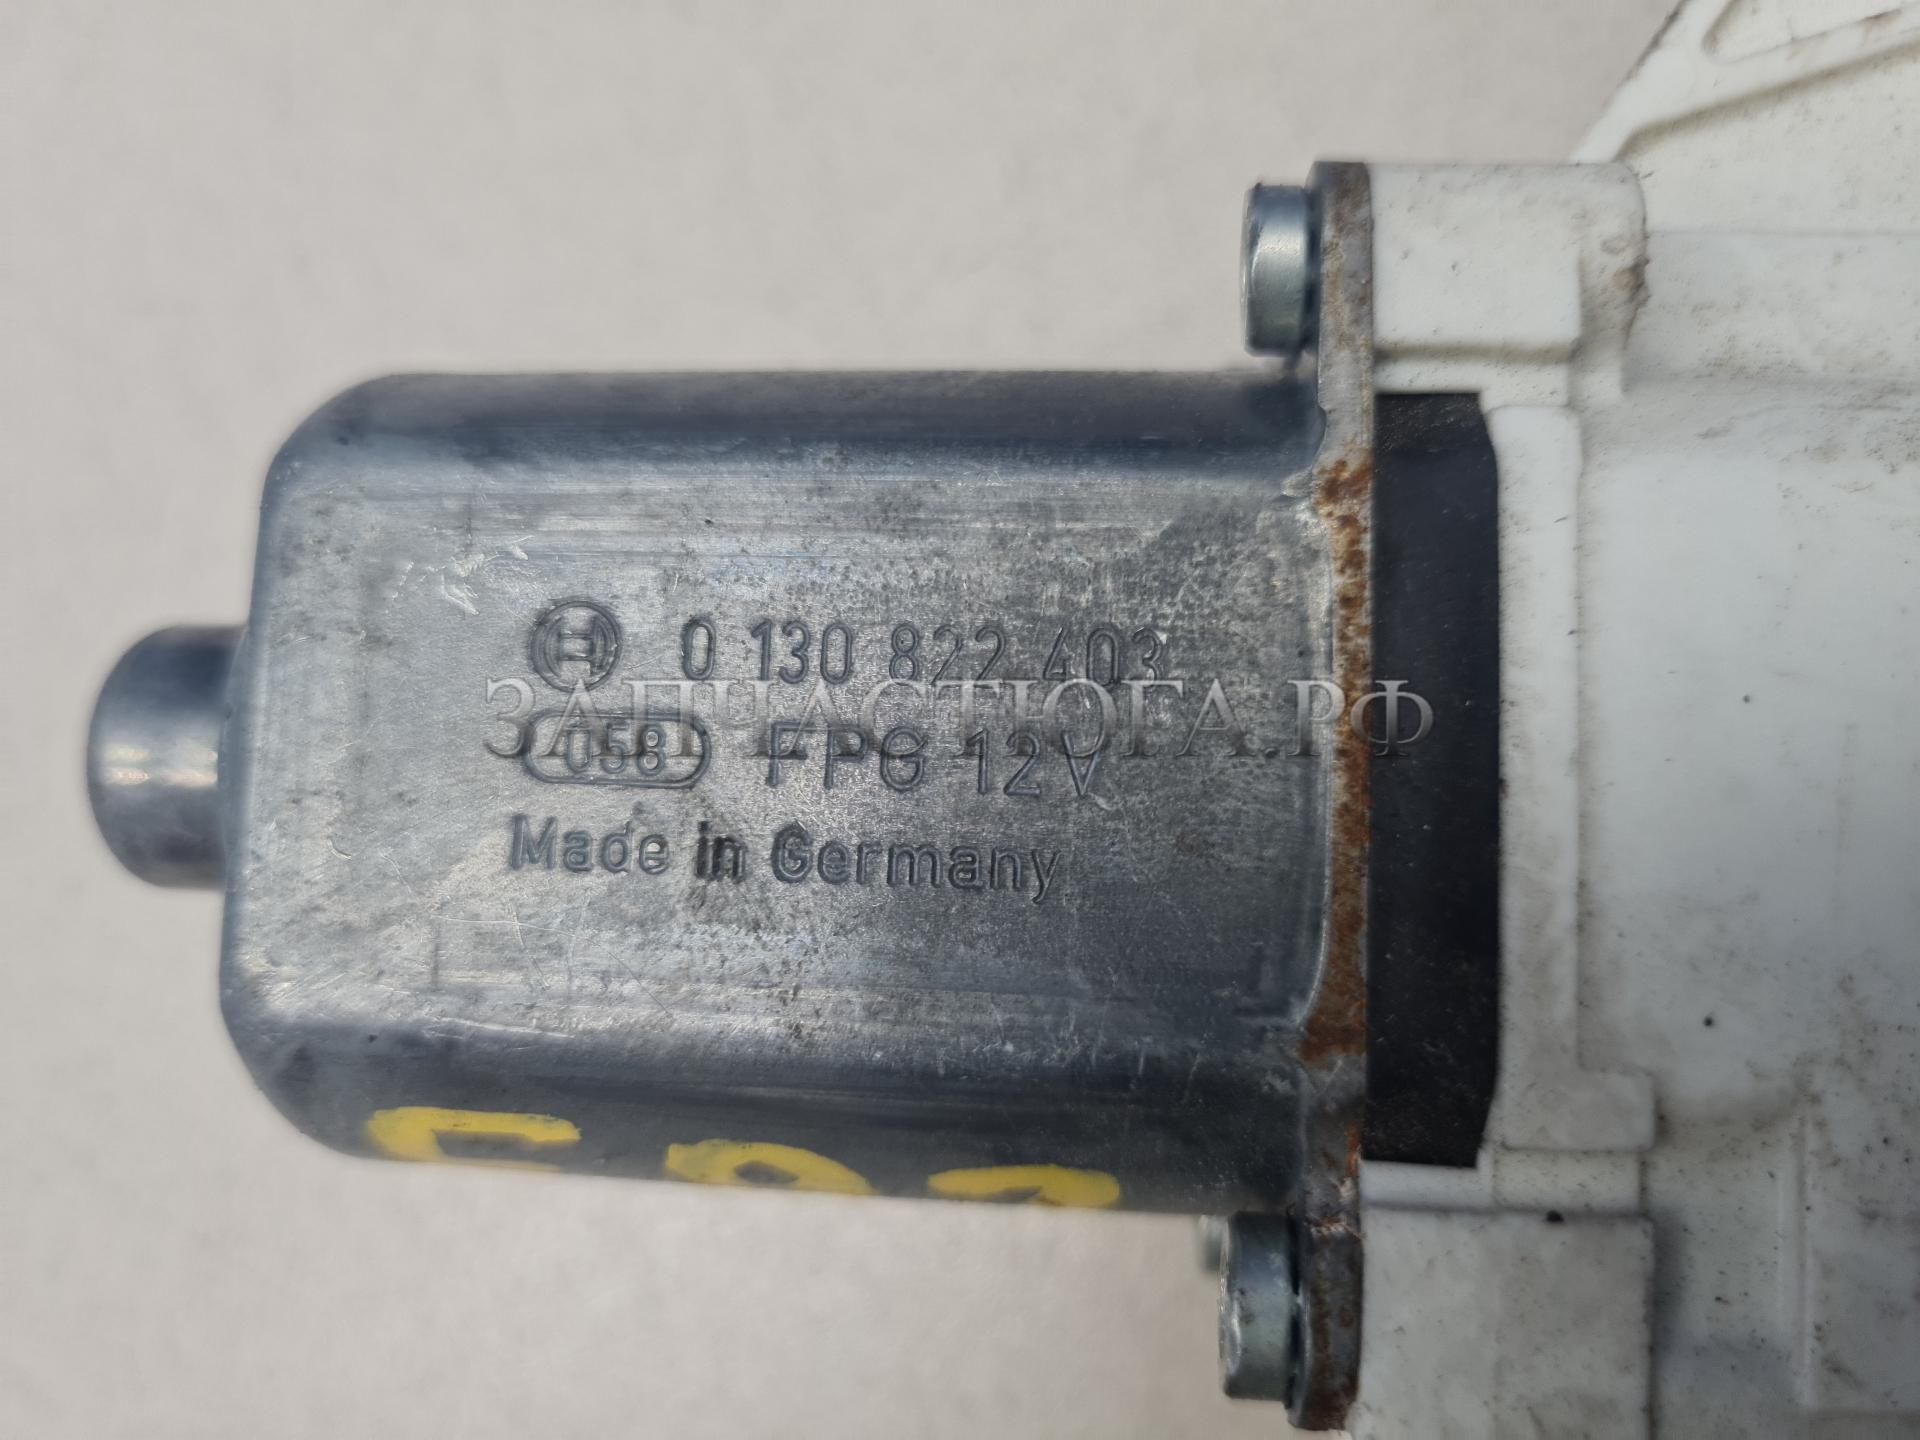 0 130 822 403
ЗАПЧАСТЮГА.РФ
058 FPG 12V
Made in Germany